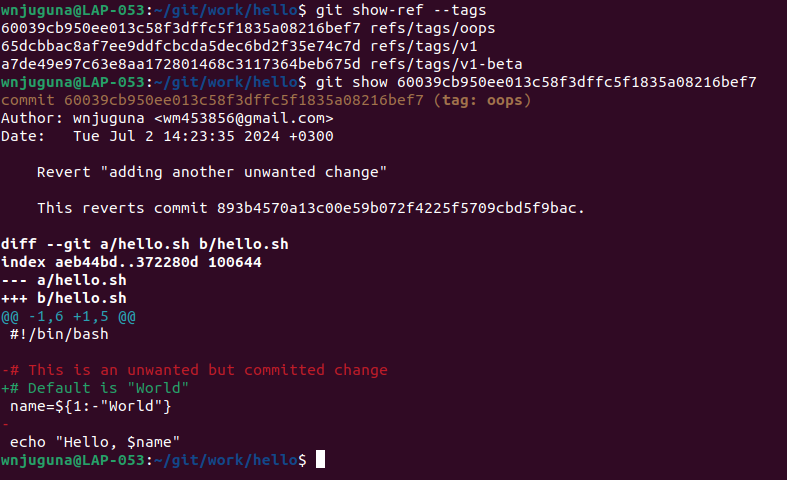 wnjuguna@LAP-053:~/git/work/hello$ git show-ref --tags
60039cb950ee013c58f3dffc5f1835a08216bef7 refs/tags/oops
65dcbbac8af7ee9ddfcbcda5dec6bd2f35e74c7d refs/tags/v1
a7de49e97c63e8aa172801468c3117364beb675d refs/tags/v1-beta
wnjuguna@LAP-053:~/git/work/hello$ git show 60039cb950ee013c58f3dffc5f1835a08216bef7
commit 60039cb950ee013c58f3dffc5f1835a08216bef7 (tag: oops)
Author: wnjuguna <wm453856@gmail.com>
Date:   Tue Jul 2 14:23:35 2024 +0300

    Revert "adding another unwanted change"

    This reverts commit 893b4570a13c00e59b072f4225f5709cbd5f9bac.

diff --git a/hello.sh b/hello.sh
index aeb44bd..372280d 100644
--- a/hello.sh
+++ b/hello.sh
@@ -1,6 +1,5 @@
 #!/bin/bash

-# This is an unwanted but committed change
+# Default is "World"
 name=${1:-"World"}
-
 echo "Hello, $name"
wnjuguna@LAP-053:~/git/work/hello$